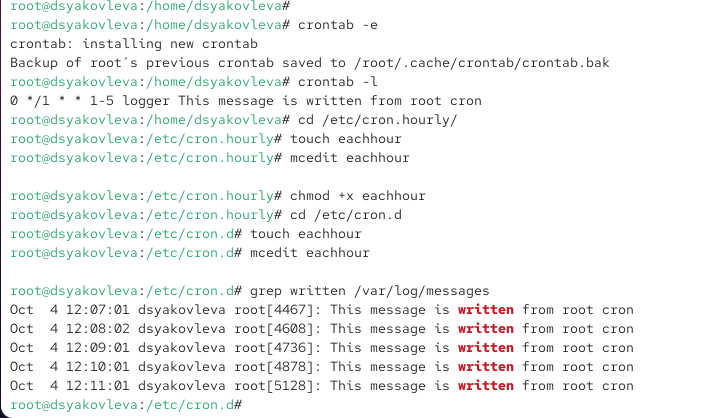 root@dsyakovleva:/home/dsyakovleva#
root@dsyakovleva:/home/dsyakovleva# crontab -e
crontab: installing new crontab
Backup of root's previous crontab saved to /root/.cache/crontab/crontab.bak
root@dsyakovleva:/home/dsyakovleva# crontab -l
0 */1 * * 1-5 logger This message is written from root cron
root@dsyakovleva:/home/dsyakovleva# cd /etc/cron.hourly/
root@dsyakovleva:/etc/cron.hourly# touch eachhour
root@dsyakovleva:/etc/cron.hourly# mcedit eachhour
root@dsyakovleva:/etc/cron.hourly# chmod +x eachhour
root@dsyakovleva:/etc/cron.hourly# cd /etc/cron.d
root@dsyakovleva:/etc/cron.d# touch eachhour
root@dsyakovleva:/etc/cron.d# mcedit eachhour
root@dsyakovleva:/etc/cron.d# grep written /var/log/messages
Oct  4 12:07:01 dsyakovleva root[4467]: This message is written from root cron
Oct  4 12:08:02 dsyakovleva root[4608]: This message is written from root cron
Oct  4 12:09:01 dsyakovleva root[4736]: This message is written from root cron
Oct  4 12:10:01 dsyakovleva root[4878]: This message is written from root cron
Oct  4 12:11:01 dsyakovleva root[5128]: This message is written from root cron
root@dsyakovleva:/etc/cron.d#